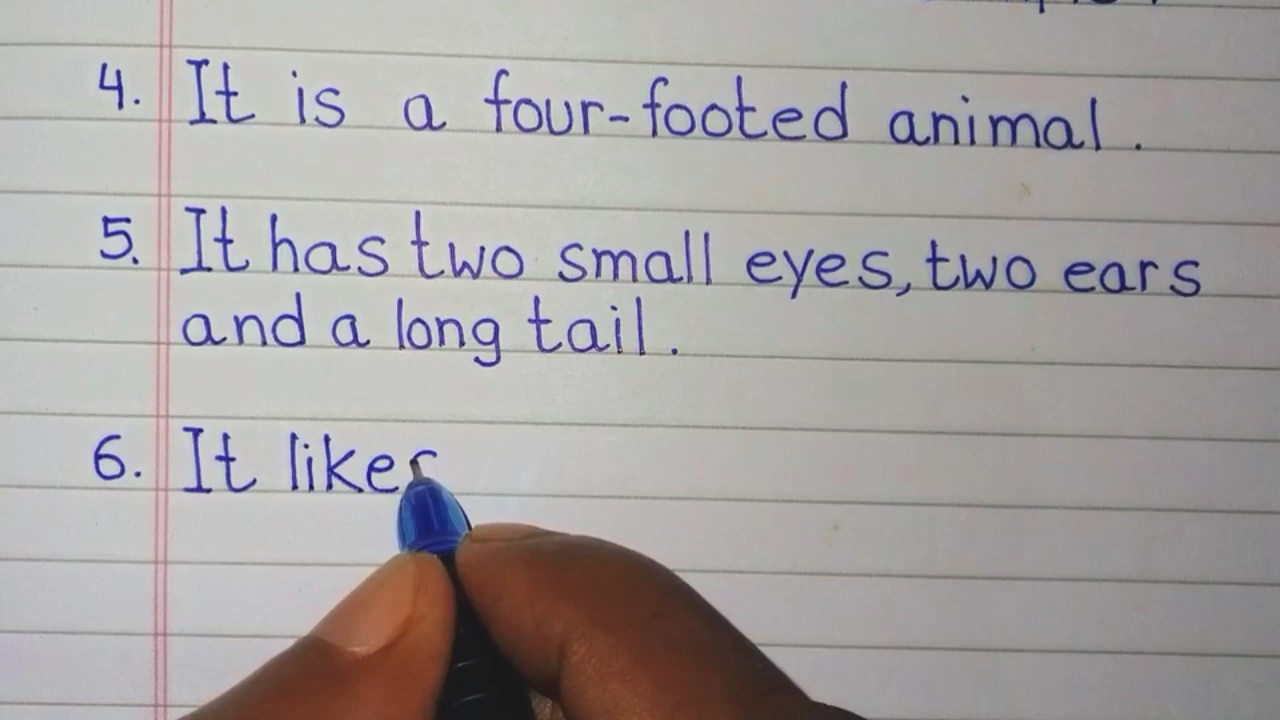 4. It is a four-footed animal.
5. It has two small eyes, two ears
and a long tail.
6. It likes